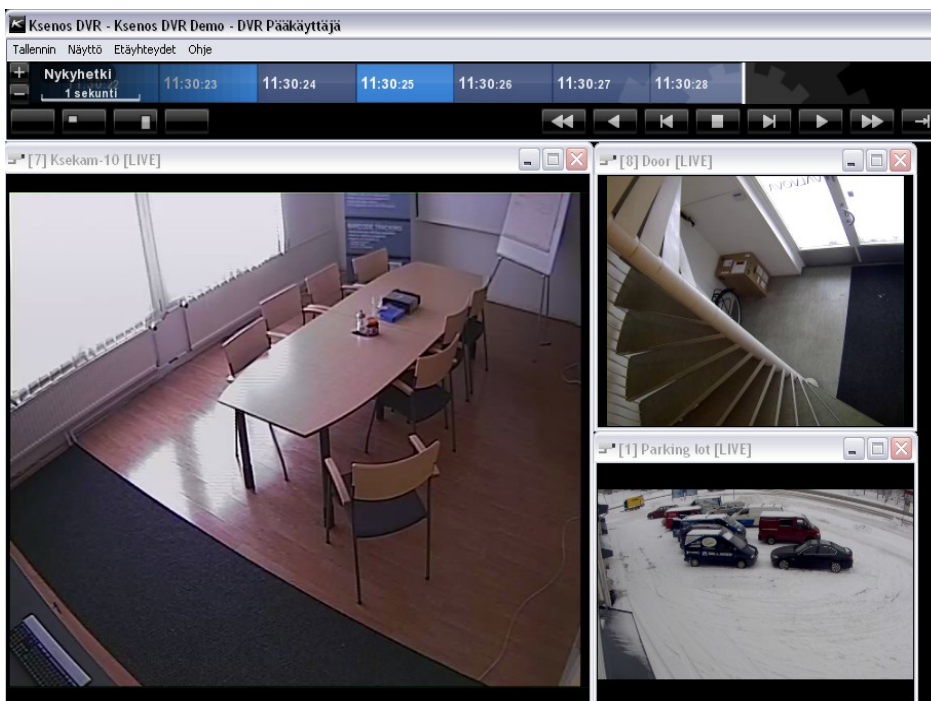 Ksenos DVR - Ksenos DVR Demo - DVR Pääkäyttäjä
Tallennin Näyttö Etäyhteydet Ohje
Nykyhetki
1 sekunti
11:30:23 11:30:24 11:30:25 11:30:26 11:30:27 11:30:28
[7] Ksekam-10 [LIVE]
[8] Door [LIVE]
BARCODE TRACKING
[1] Parking lot [LIVE]